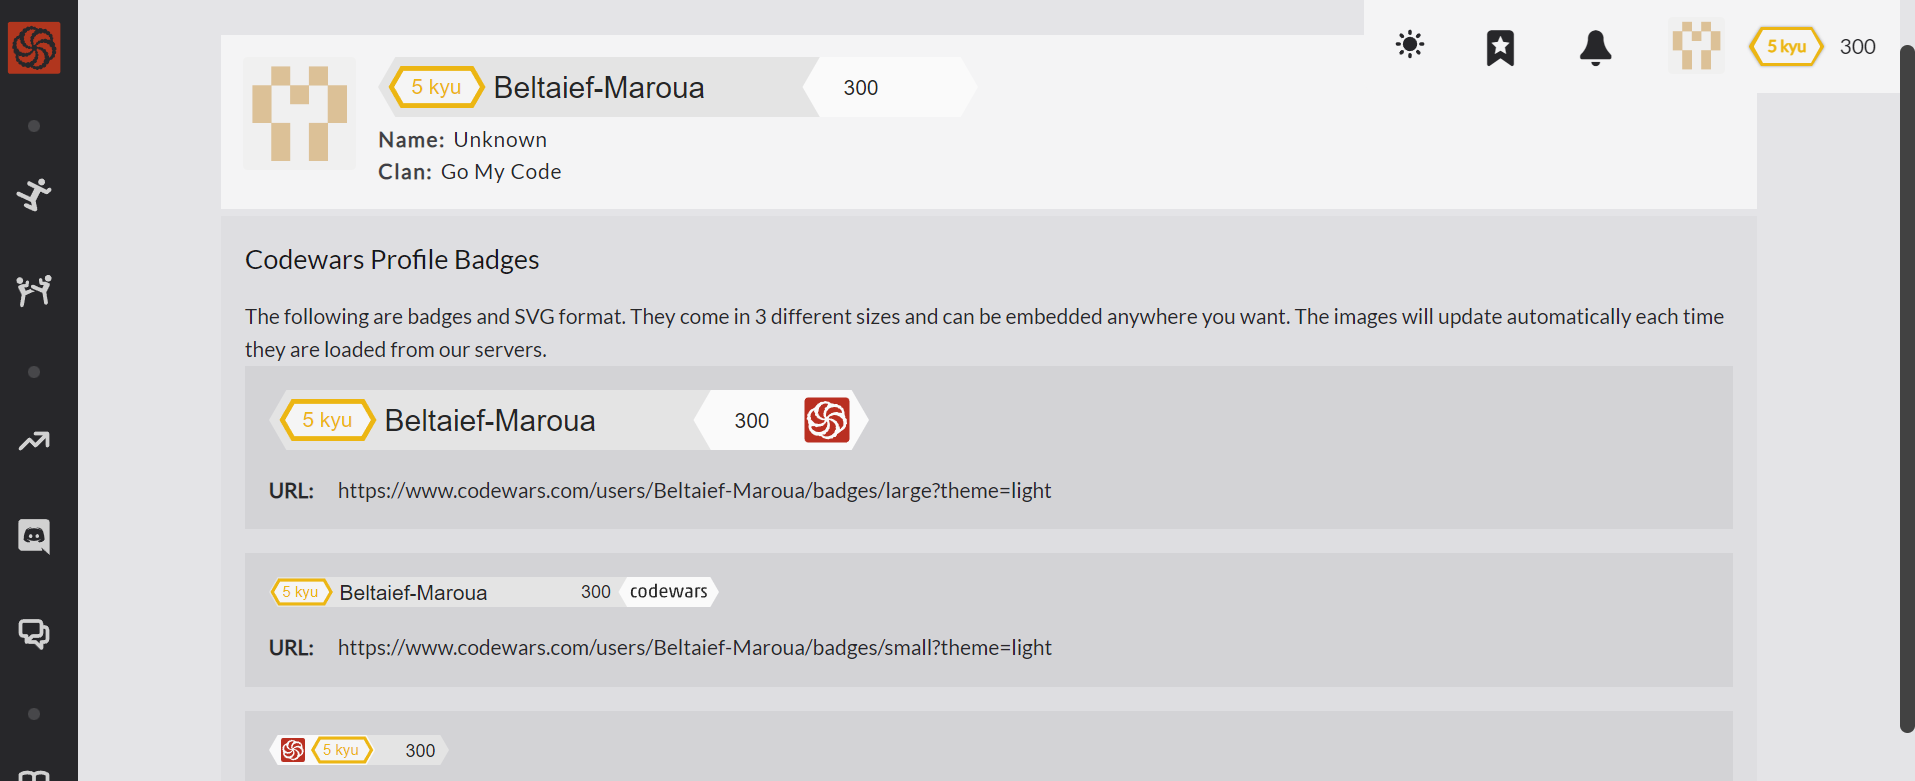 5 kyu 300
5 kyu Beltaief-Maroua 300
Name: Unknown
Clan: Go My Code
Codewars Profile Badges
The following are badges and SVG format. They come in 3 different sizes and can be embedded anywhere you want. The images will update automatically each time
they are loaded from our servers.
5 kyu Beltaief-Maroua 300
URL: https://www.codewars.com/users/Beltaief-Maroua/badges/large?theme=light
5 kyu Beltaief-Maroua 300 codewars
URL: https://www.codewars.com/users/Beltaief-Maroua/badges/small?theme=light
5 kyu 300